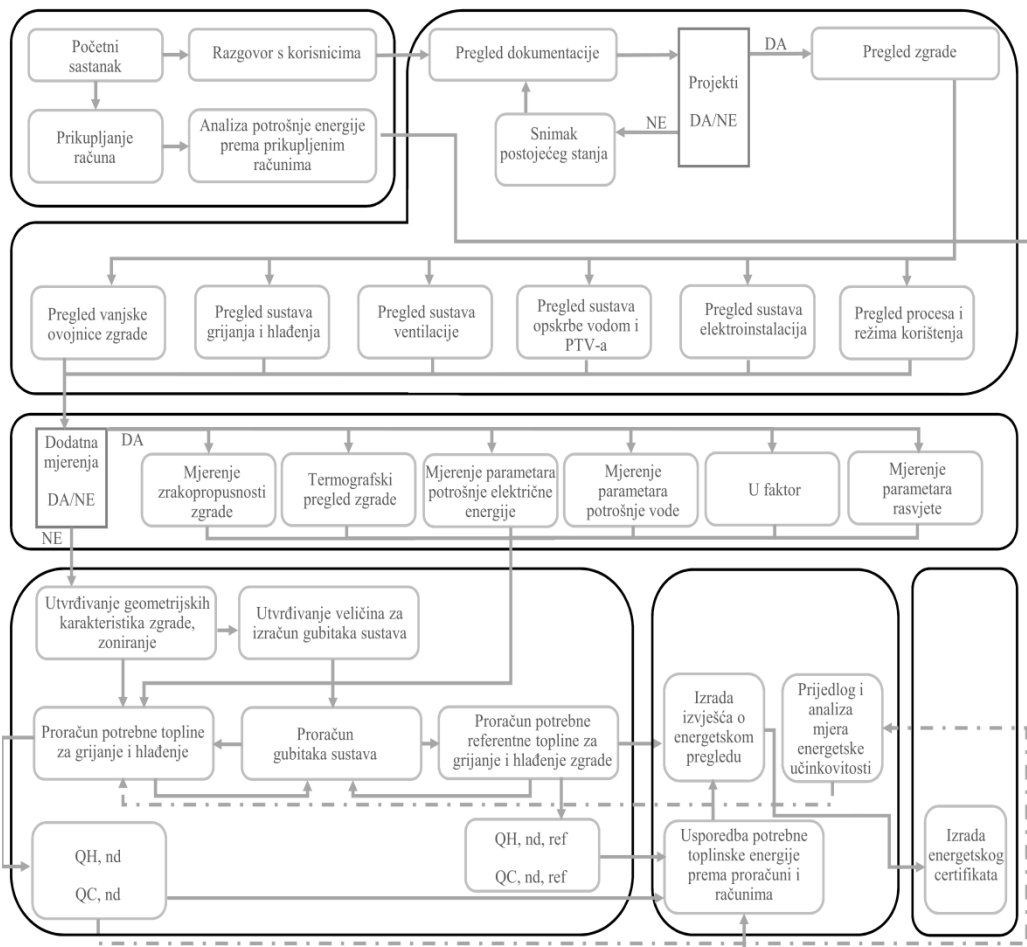 Početni
sastanak
Razgovor s korisnicima
Pregled dokumentacije
Projekti
DA/NE
DA
Pregled zgrade
Prikupljanje
računa
Analiza potrošnje energije
prema prikupljenim
računima
Snimak
postojećeg stanja
NE
Pregled vanjske
ovojnice zgrade
Pregled sustava
grijanja i hlađenja
Pregled sustava
ventilacije
Pregled sustava
opskrbe vodom i
PTV-a
Pregled sustava
elektroinstalacija
Pregled procesa i
režima korištenja
Dodatna
mjerenja
DA/NE
DA
NE
Mjerenje
zrakopropusnosti
zgrade
Termografski
pregled zgrade
Mjerenje parametara
potrošnje električne
energije
Mjerenje
parametara
potrošnje vode
U faktor
Mjerenje
parametara
rasvjete
Utvrđivanje geometrijskih
karakteristika zgrade,
zoniranje
Utvrđivanje veličina za
izračun gubitaka sustava
Proračun potrebne topline
za grijanje i hlađenje
Proračun
gubitaka sustava
Proračun potrebne
referentne topline za
grijanje i hlađenje zgrade
Izrada
izvješća o
energetskom
pregledu
Prijedlog i
analiza
mjera
energetske
učinkovitosti
QH, nd
QC, nd
QH, nd, ref
QC, nd, ref
Usporedba potrebne
toplinske energije
prema proračuni i
računima
Izrada
energetskog
certifikata